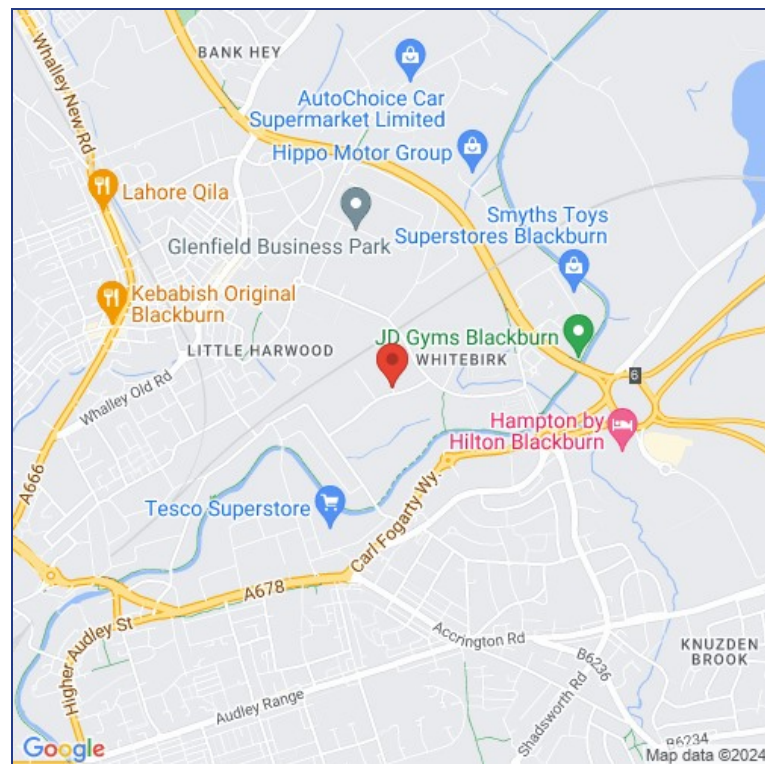 BANK HEY
Whalley New Rd
AutoChoice Car
Supermarket Limited
Hippo Motor Group
Lahore Qila
Smyths Toys
Superstores Blackburn
Glenfield Business Park
Kebabish Original
Blackburn
JD Gyms Blackburn
LITTLE HARWOOD
WHITEBIRK
6
Whalley Old Rd
Hampton by
Hilton Blackburn
A666
Tesco Superstore
Carl Fogarty Wy.
A678
Higher Audley St
Accrington Rd
KNUZDEN
BROOK
B6236
Audley Range
Shadsworth Rd
B6234
Google
Map data ©2024